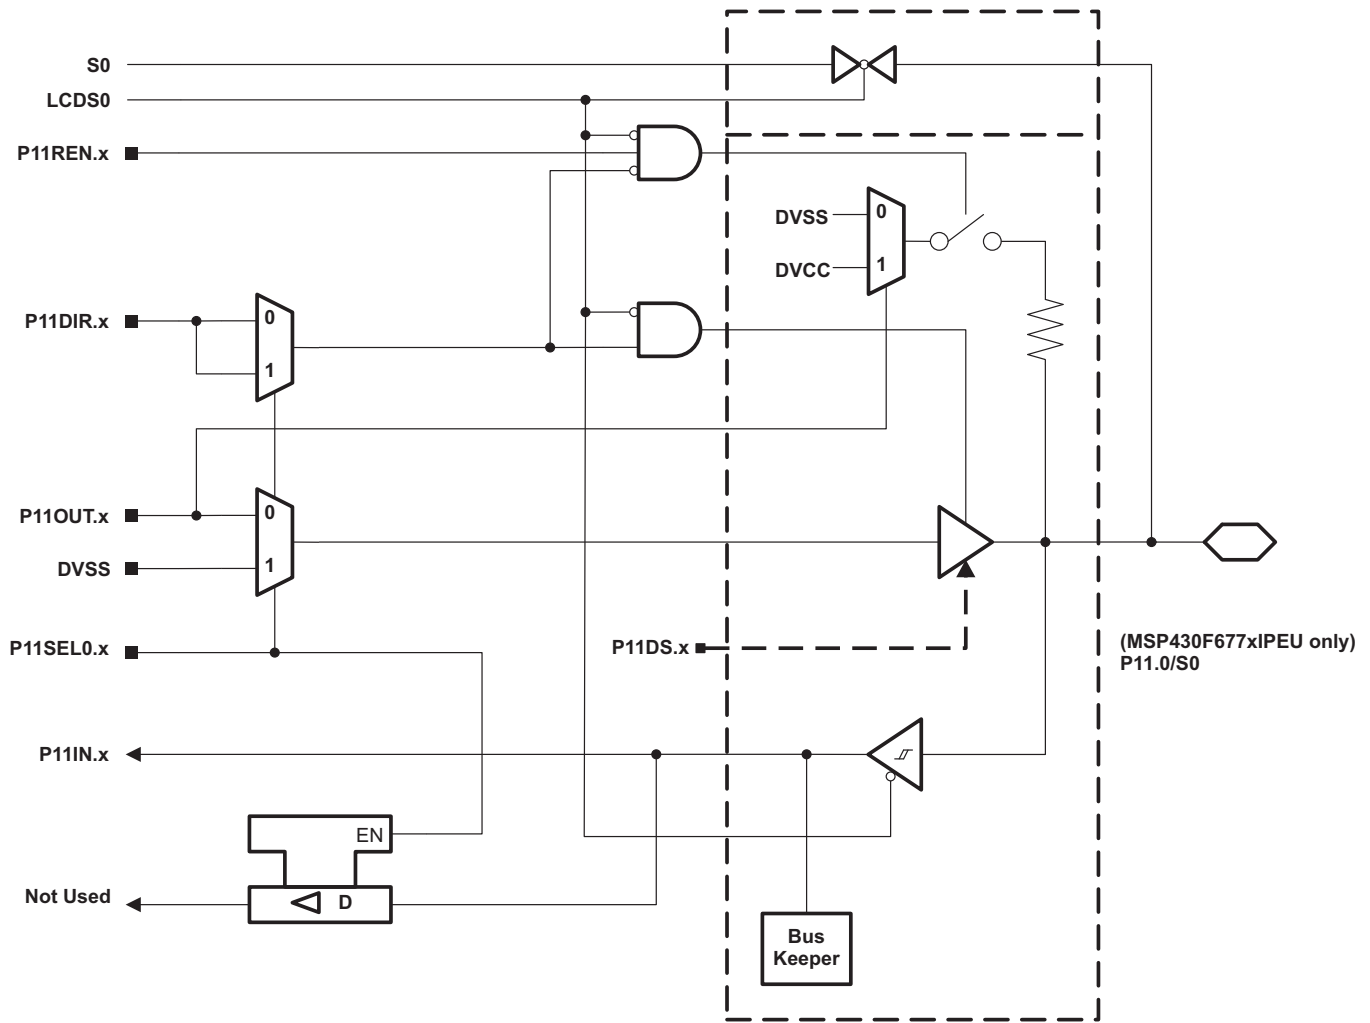 S0
LCDS0
P11REN.x
DVSS
0
DVCC
1
P11DIR.x
0
1
P11OUT.x
0
DVSS
1
P11SEL0.x
P11DS.x
(MSP430F677xIPEU only)
P11.0/S0
P11IN.x
EN
Not Used
D
Bus
Keeper